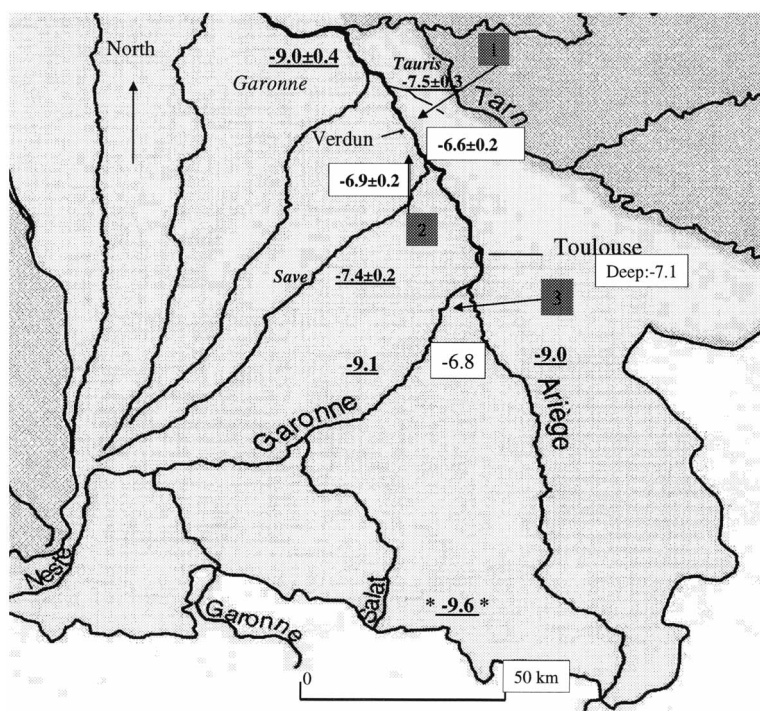 North
-9.0±0.4
Garonne
Tauris
-7.5±0.3
1
Tarn
Verdun
-6.6±0.2
-6.9±0.2
2
Toulouse
Deep:-7.1
Save
-7.4±0.2
3
-9.1
-6.8
-9.0
Garonne
Ariège
Neste
Garonne
Salat
* -9.6 *
0
50 km